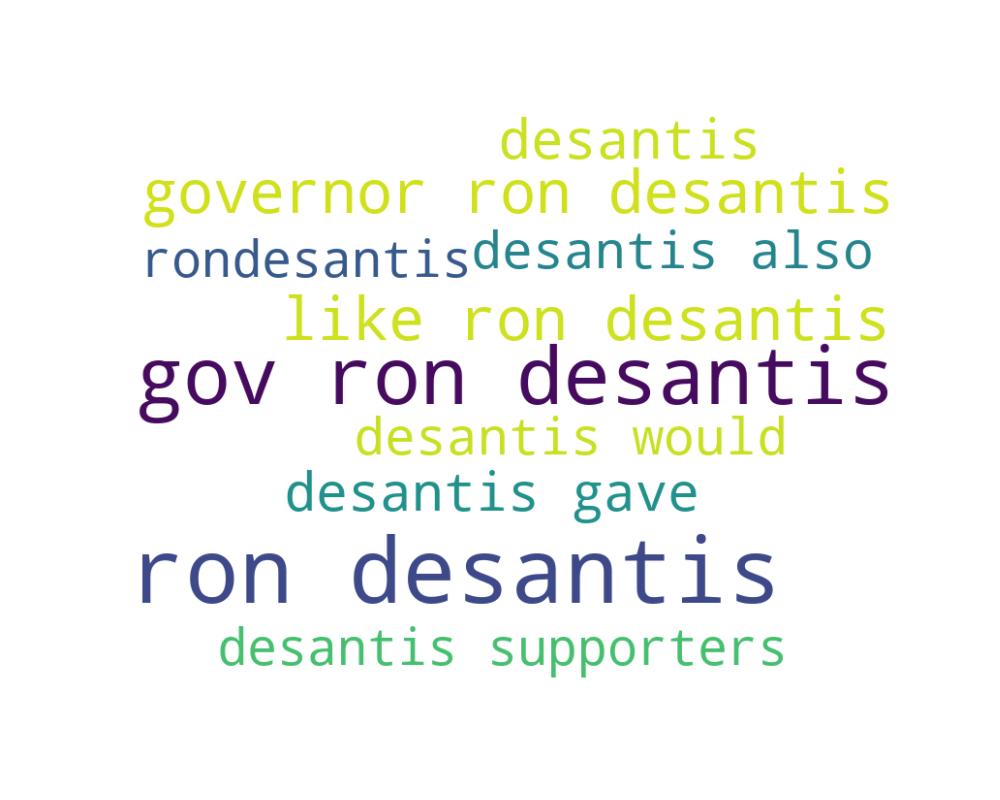 desantis
governor ron desantis
rondesantis
desantis also
like ron desantis
gov ron desantis
desantis would
desantis gave
ron desantis
desantis supporters